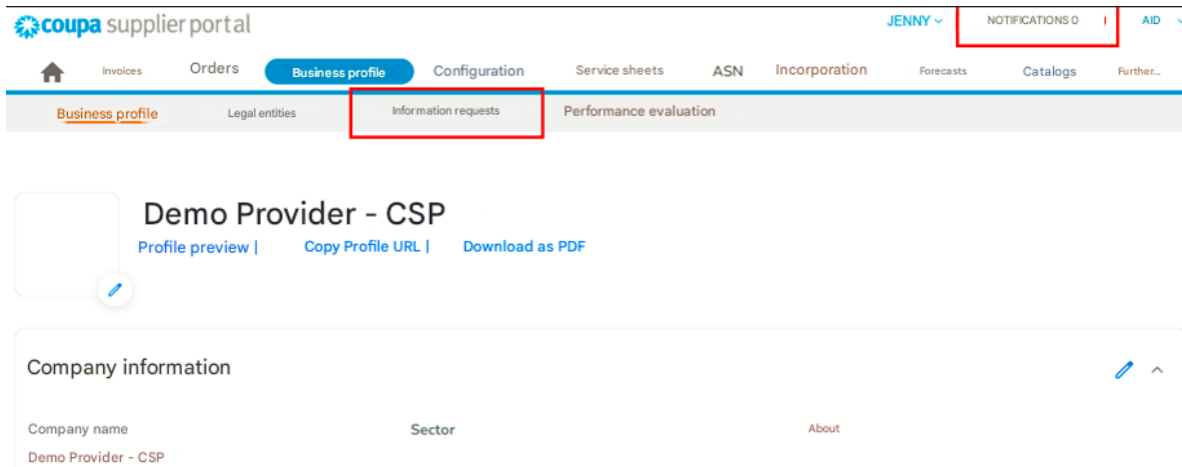 coupa supplier portal JENNY NOTIFICATIONS 0 AID
Invoices Orders Business profile Configuration Service sheets ASN Incorporation Forecasts Catalogs Further...
Business profile Legal entities Information requests Performance evaluation
Demo Provider - CSP
Profile preview | Copy Profile URL | Download as PDF
Company information
Company name Sector About
Demo Provider - CSP